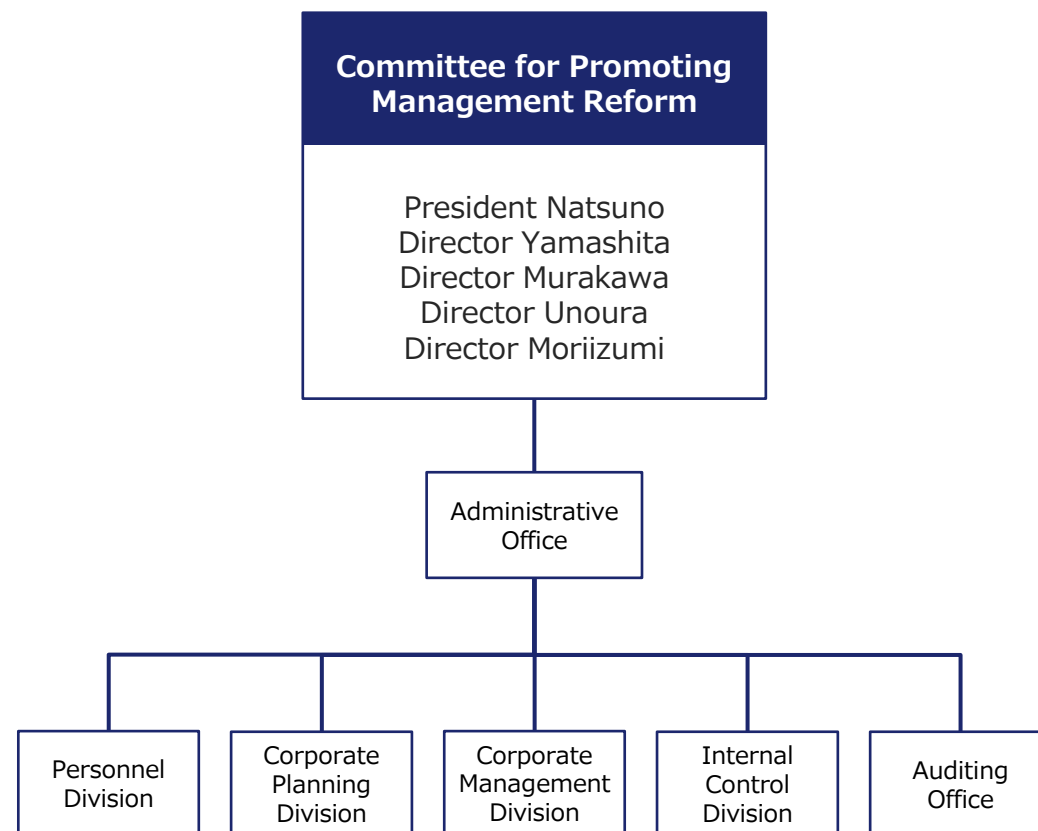 Committee for Promoting
Management Reform
President Natsuno
Director Yamashita
Director Murakawa
Director Unoura
Director Moriizumi
Administrative
Office
Personnel
Division
Corporate
Planning
Division
Corporate
Management
Division
Internal
Control
Division
Auditing
Office